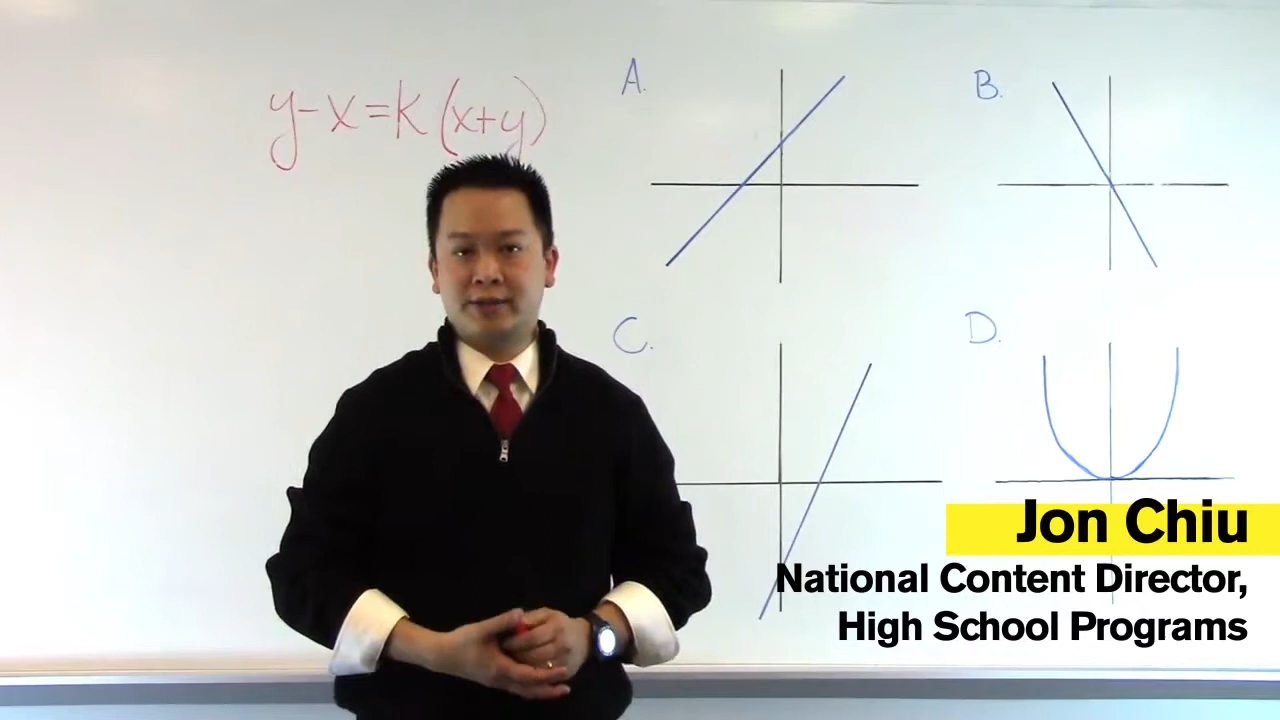 y-x=K(x+y)
A.
B.
C.
D.
Jon Chiu
National Content Director,
High School Programs